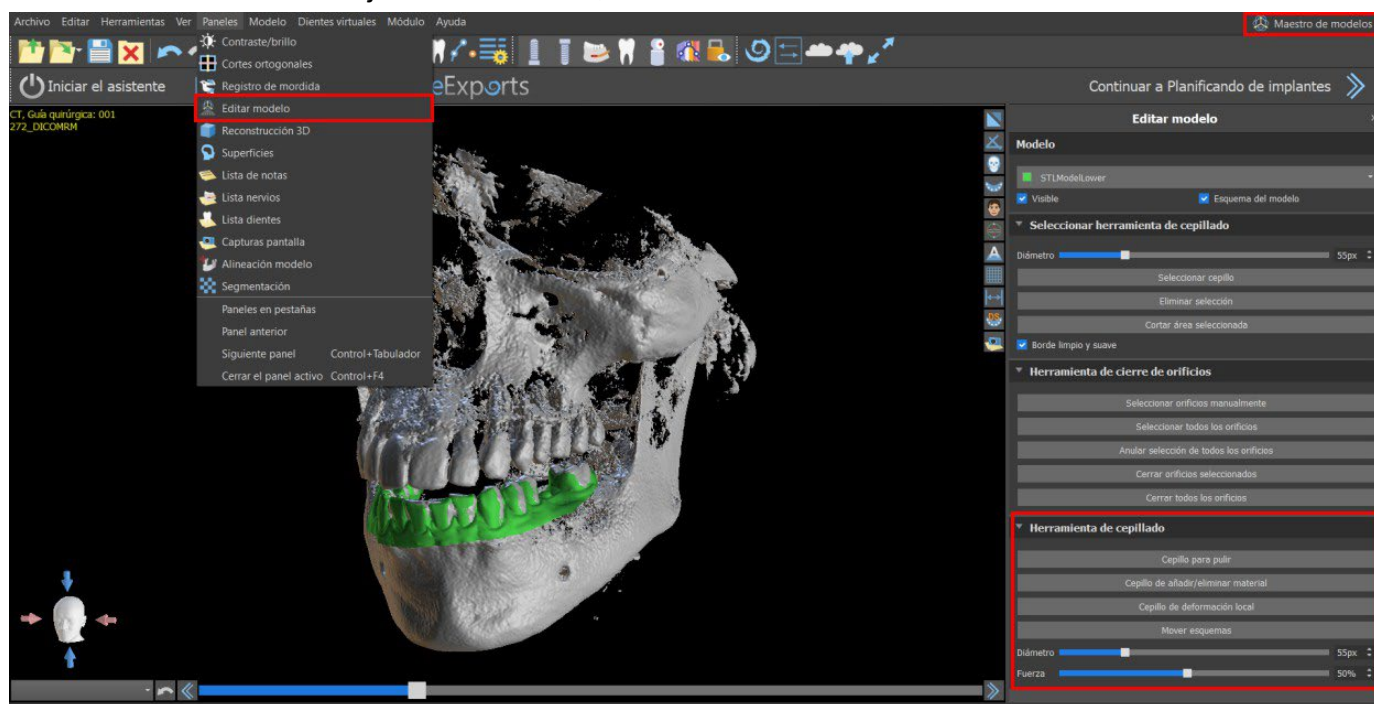 Archivo Editar Herramientas Ver Paneles Modelo Dientes virtuales Módulo Ayuda
Maestro de modelos
Iniciar el asistente
eExports
Continuar a Planificando de implantes
Contraste/brillo
Cortes ortogonales
Registro de mordida
Editar modelo
Reconstrucción 3D
Superficies
Lista de notas
Lista nervios
Lista dientes
Capturas pantalla
Alineación modelo
Segmentación
Paneles en pestañas
Panel anterior
Siguiente panel Control+Tabulador
Cerrar el panel activo Control+F4
CT, Guía quirúrgica: 001
272_DICOMRM
A
DS
Editar modelo
Modelo
STLModelLower
Visible Esquema del modelo
Seleccionar herramienta de cepillado
Diámetro 55px
Seleccionar cepillo
Eliminar selección
Cortar área seleccionada
Borde limpio y suave
Herramienta de cierre de orificios
Seleccionar orificios manualmente
Seleccionar todos los orificios
Anular selección de todos los orificios
Cerrar orificios seleccionados
Cerrar todos los orificios
Herramienta de cepillado
Cepillo para pulir
Cepillo de añadir/eliminar material
Cepillo de deformación local
Mover esquemas
Diámetro 55px
Fuerza 50%